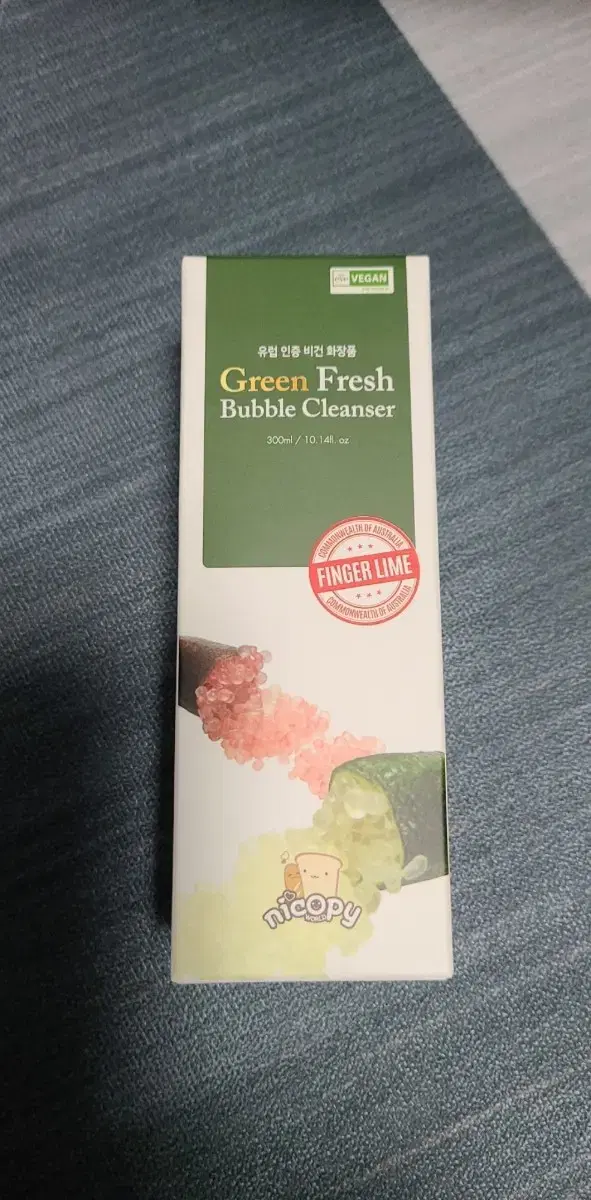 VEGAN
유럽 인증 비건 화장품
Green Fresh
Bubble Cleanser
300ml / 10.14fl. oz
COMMONWEALTH OF AUSTRALIA
FINGER LIME
COMMONWEALTH OF AUSTRALIA
nicopy
WORLD